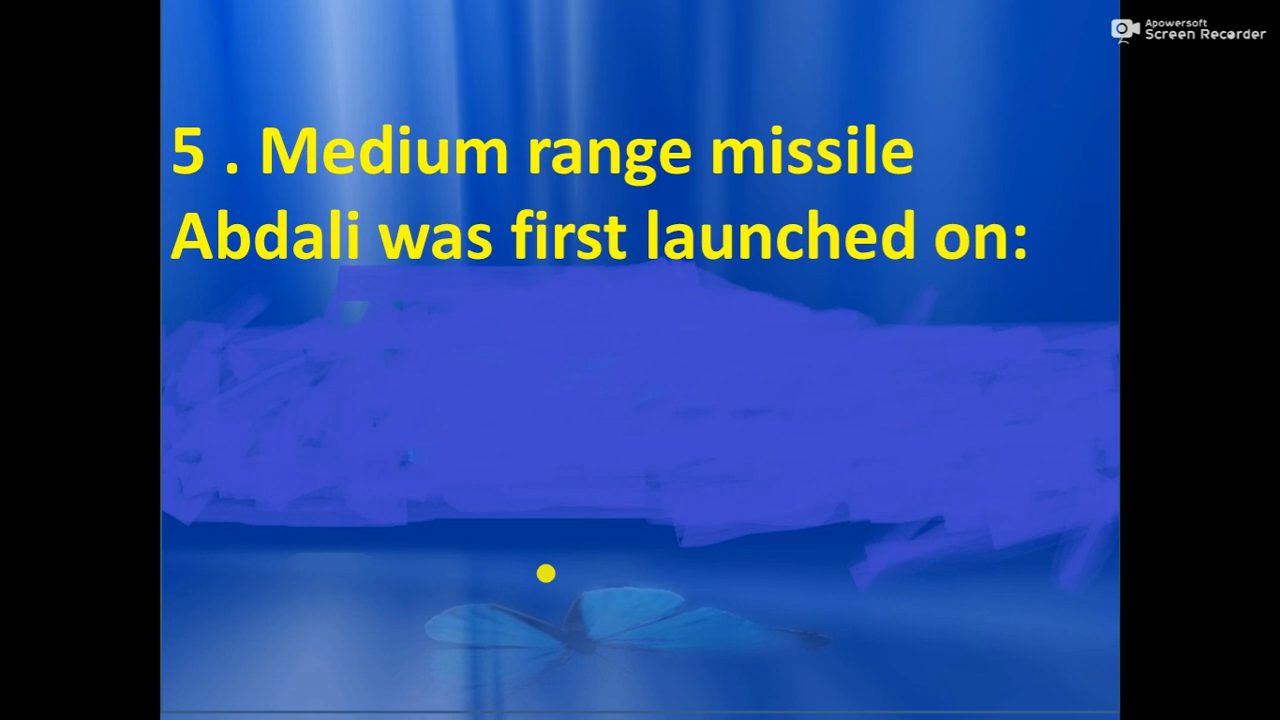 Apowersoft
Screen Recorder
5 . Medium range missile
Abdali was first launched on: